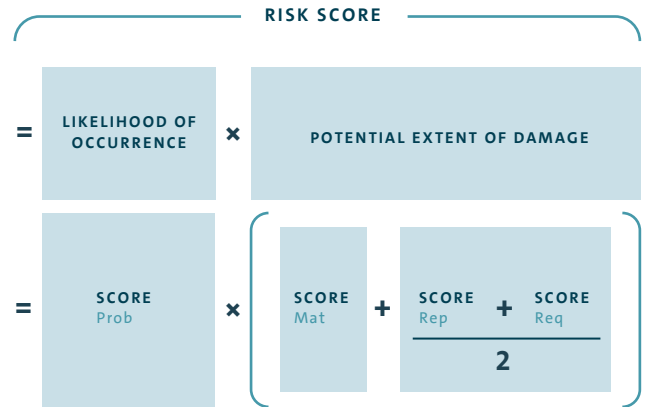 RISK SCORE
= LIKELIHOOD OF OCCURRENCE × POTENTIAL EXTENT OF DAMAGE
= SCORE Prob × ( SCORE Mat + SCORE Rep + SCORE Req
2 )